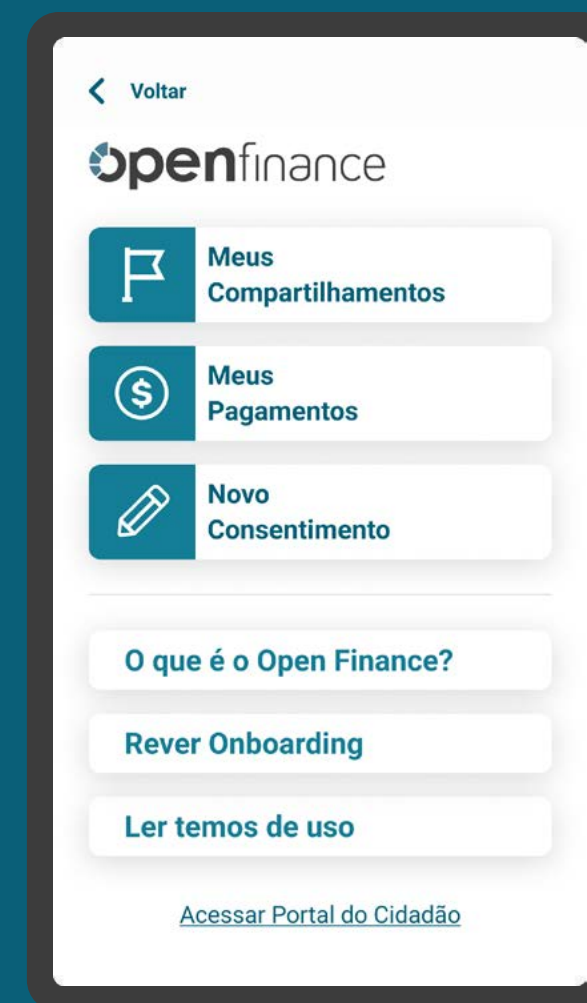 Voltar
openfinance
Meus
Compartilhamentos
Meus
Pagamentos
Novo
Consentimento
O que é o Open Finance?
Rever Onboarding
Ler temos de uso
Acessar Portal do Cidadão